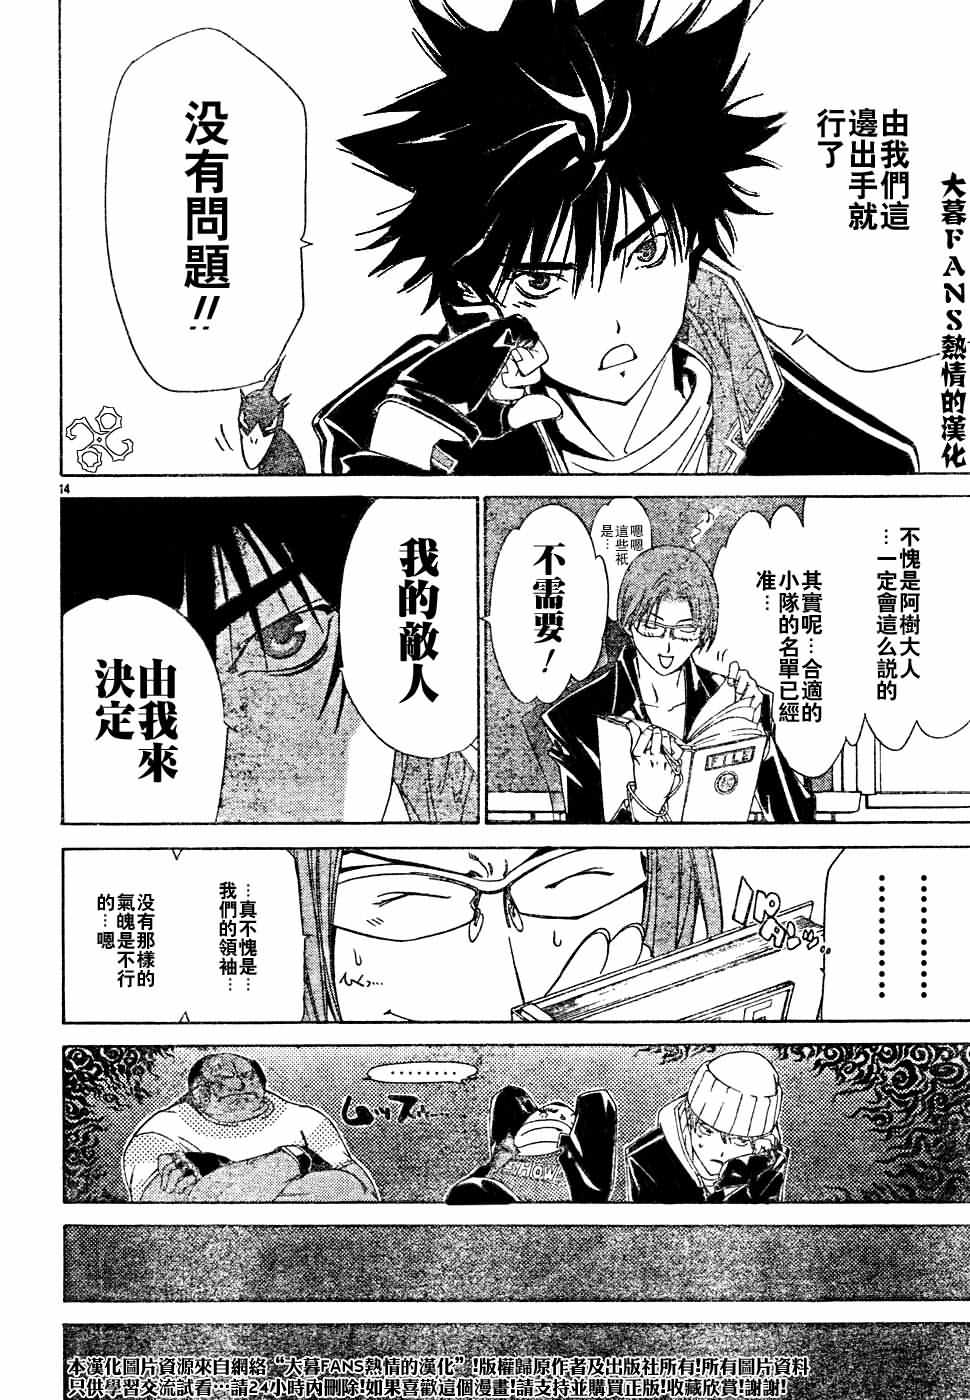 由我們這
邊出手就
行了
没有問題!!
大暮FANS熱情的漢化
14
不愧是阿樹大人
…一定會這么説的
其實呢…合適的
小隊的名單已經
准…
嗯嗯
這些衹
是…
不需要!
FILE
我的敵人
由我來
決定
………
………
…真不愧是…
我們的領袖…
没有那樣的
氣魄是不行
的…嗯
………
HOW
本漢化圖片資源來自網絡“大暮FANS熱情的漢化”!版權歸原作者及出版社所有!所有圖片資料
只供學習交流試看…請24小時內刪除!如果喜歡這個漫畫!請支持並購買正版!收藏欣賞!謝謝!